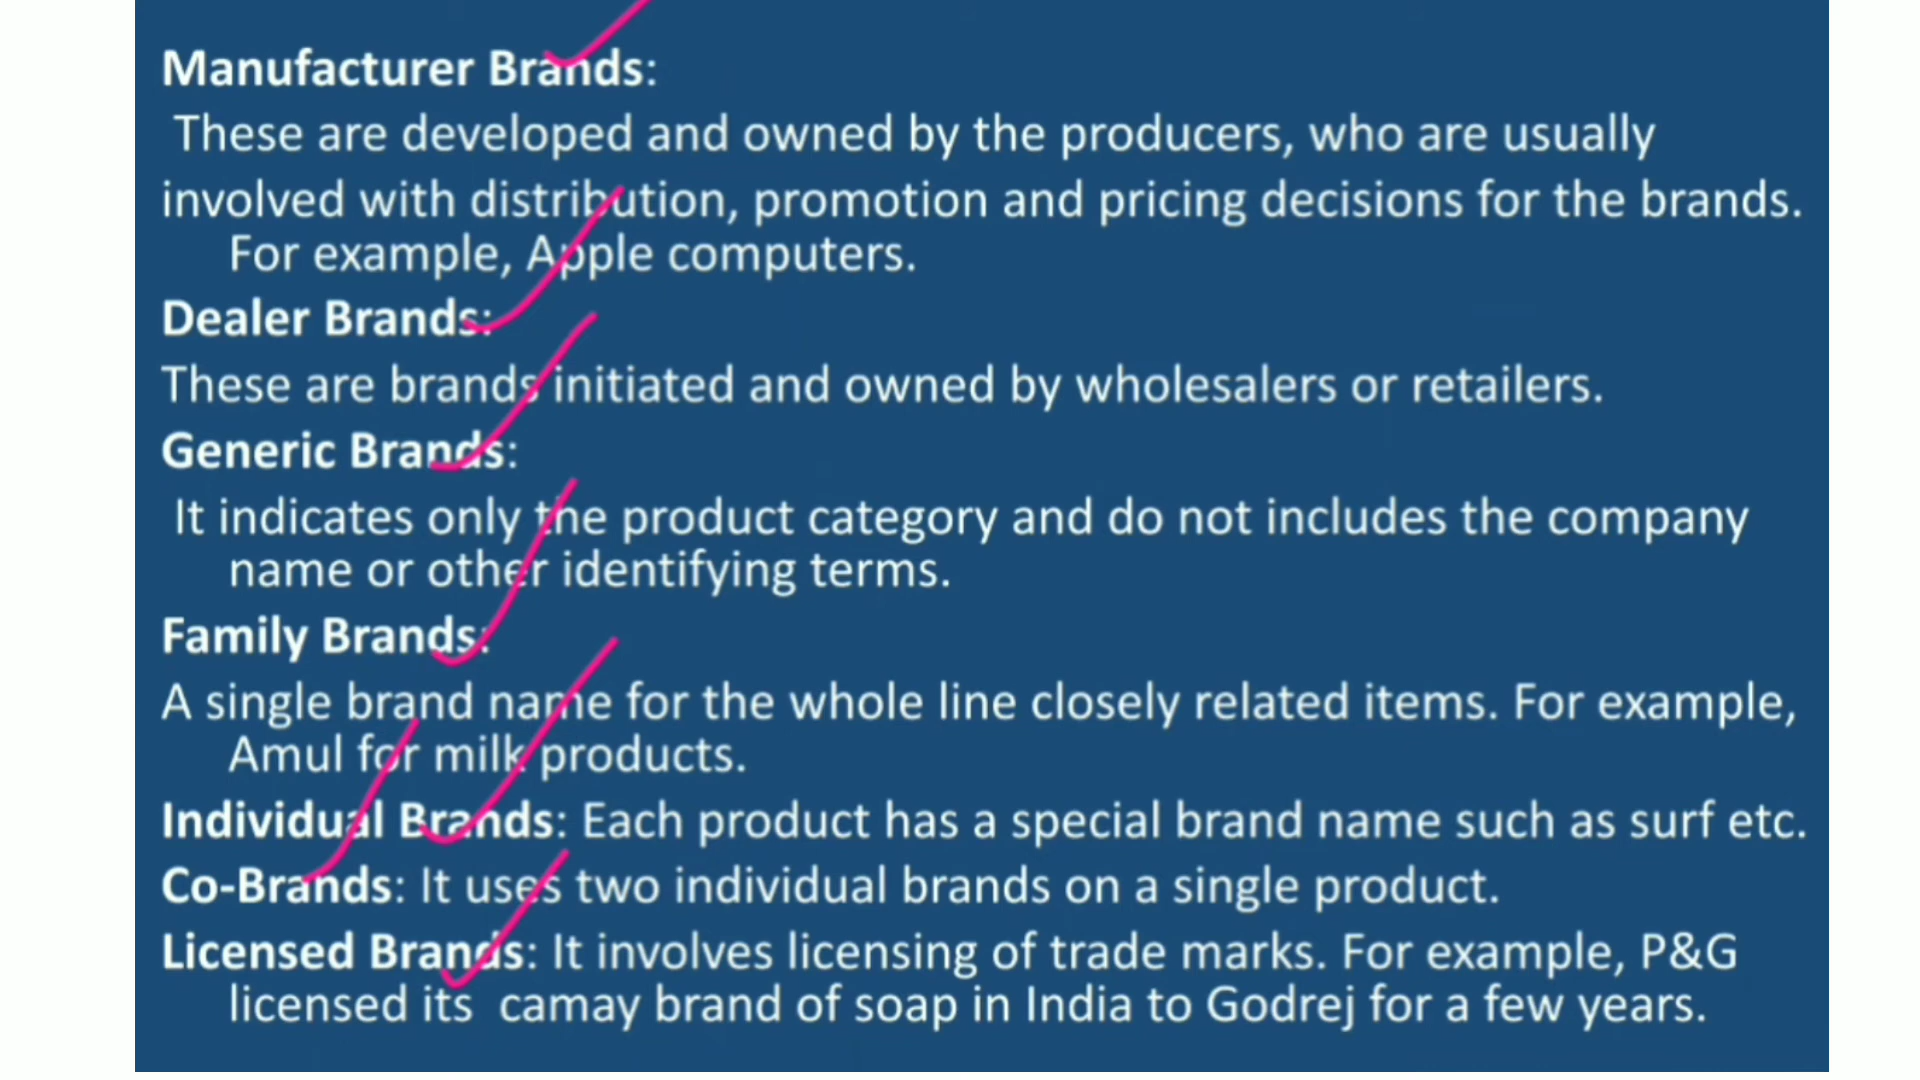 Manufacturer Brands:
These are developed and owned by the producers, who are usually
involved with distribution, promotion and pricing decisions for the brands.
For example, Apple computers.
Dealer Brands:
These are brands initiated and owned by wholesalers or retailers.
Generic Brands:
It indicates only the product category and do not includes the company
name or other identifying terms.
Family Brands:
A single brand name for the whole line closely related items. For example,
Amul for milk products.
Individual Brands: Each product has a special brand name such as surf etc.
Co-Brands: It uses two individual brands on a single product.
Licensed Brands: It involves licensing of trade marks. For example, P&G
licensed its camay brand of soap in India to Godrej for a few years.